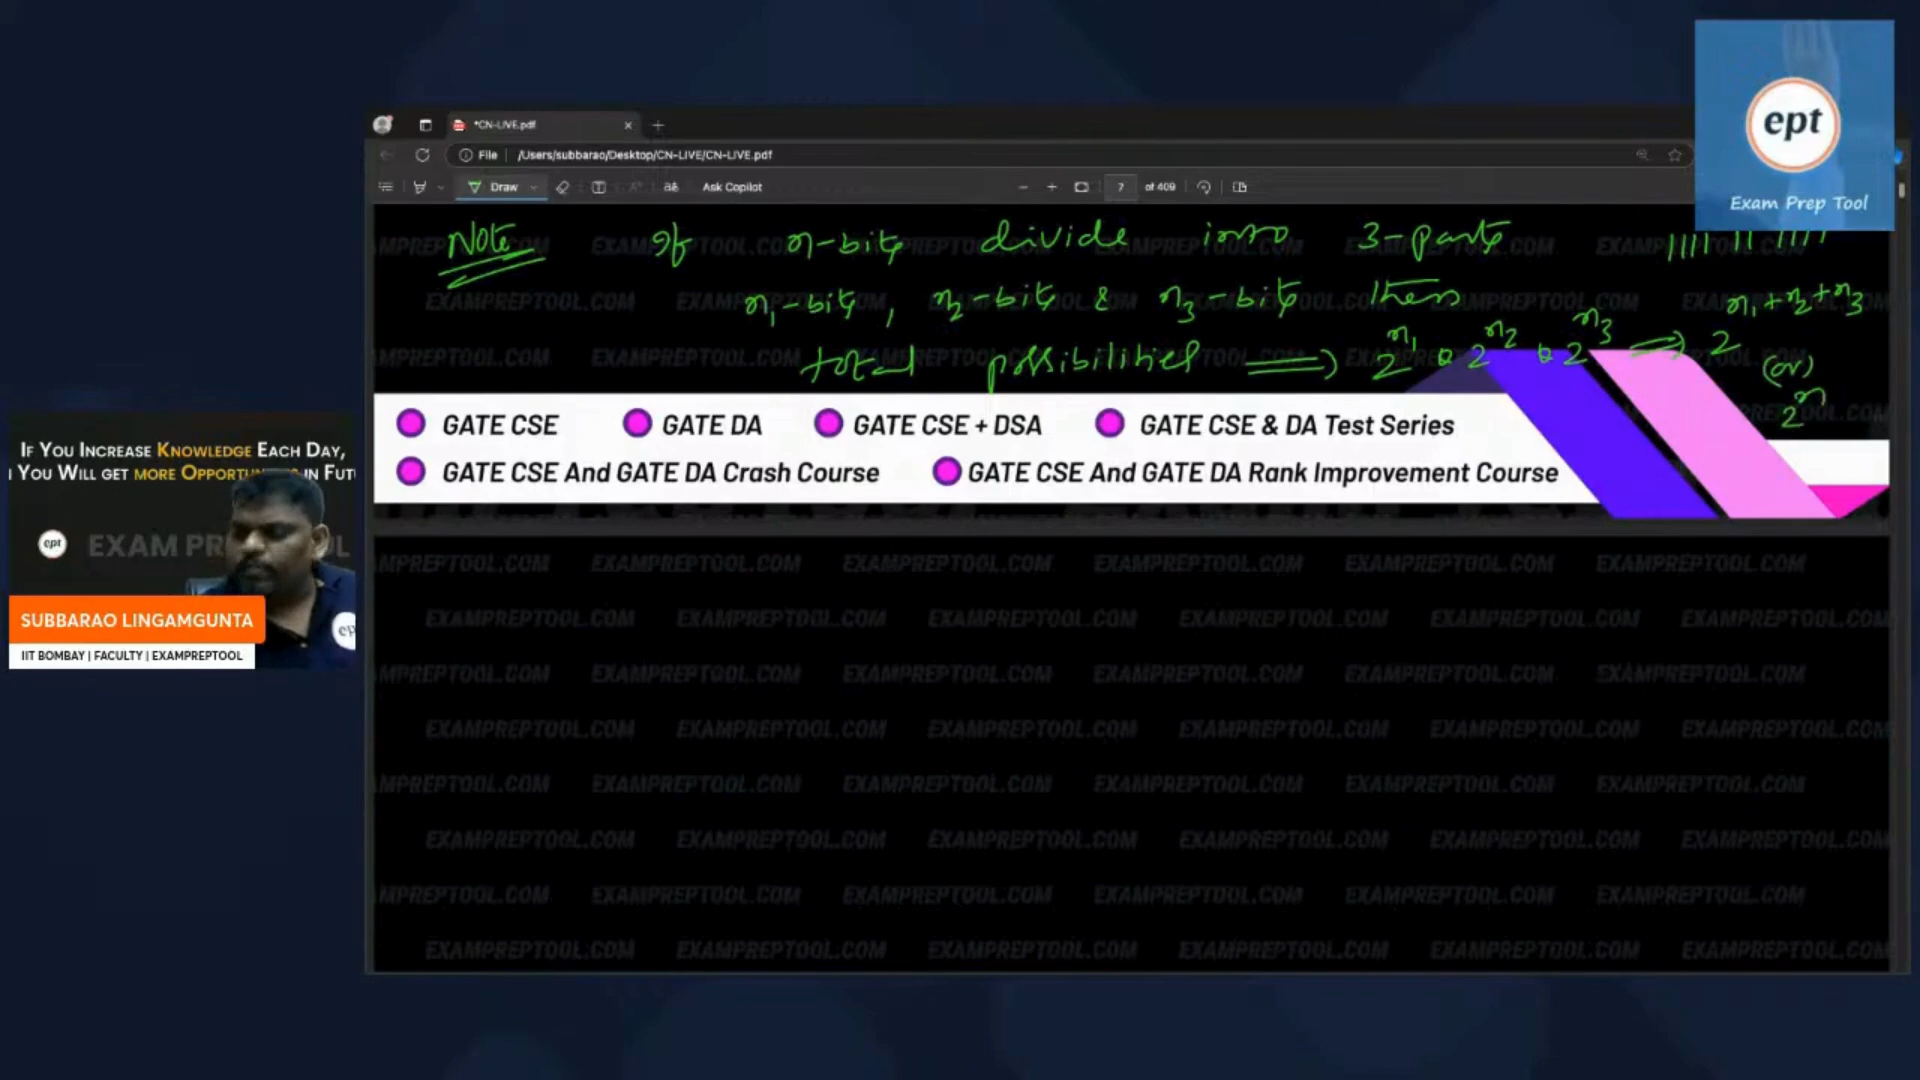 ept
Exam Prep Tool
*CN-LIVE.pdf
File | /Users/subbarao/Desktop/CN-LIVE/CN-LIVE.pdf
Draw
Ask Copilot
7 of 409
Note If n-bits divide into 3-parts
n₁-bits, n₂-bits & n₃-bits then
total possibilities ⟹ 2^n₁ * 2^n₂ * 2^n₃ ⟹ 2^(n₁+n₂+n₃)
(or)
2^n
GATE CSE GATE DA GATE CSE + DSA GATE CSE & DA Test Series
GATE CSE And GATE DA Crash Course GATE CSE And GATE DA Rank Improvement Course
IF YOU INCREASE KNOWLEDGE EACH DAY,
YOU WILL GET MORE IN FUT
ept EXAM PR
SUBBARAO LINGAMGUNTA
IIT BOMBAY | FACULTY | EXAMPREPTOOL
EXAMPREPTOOL.COM